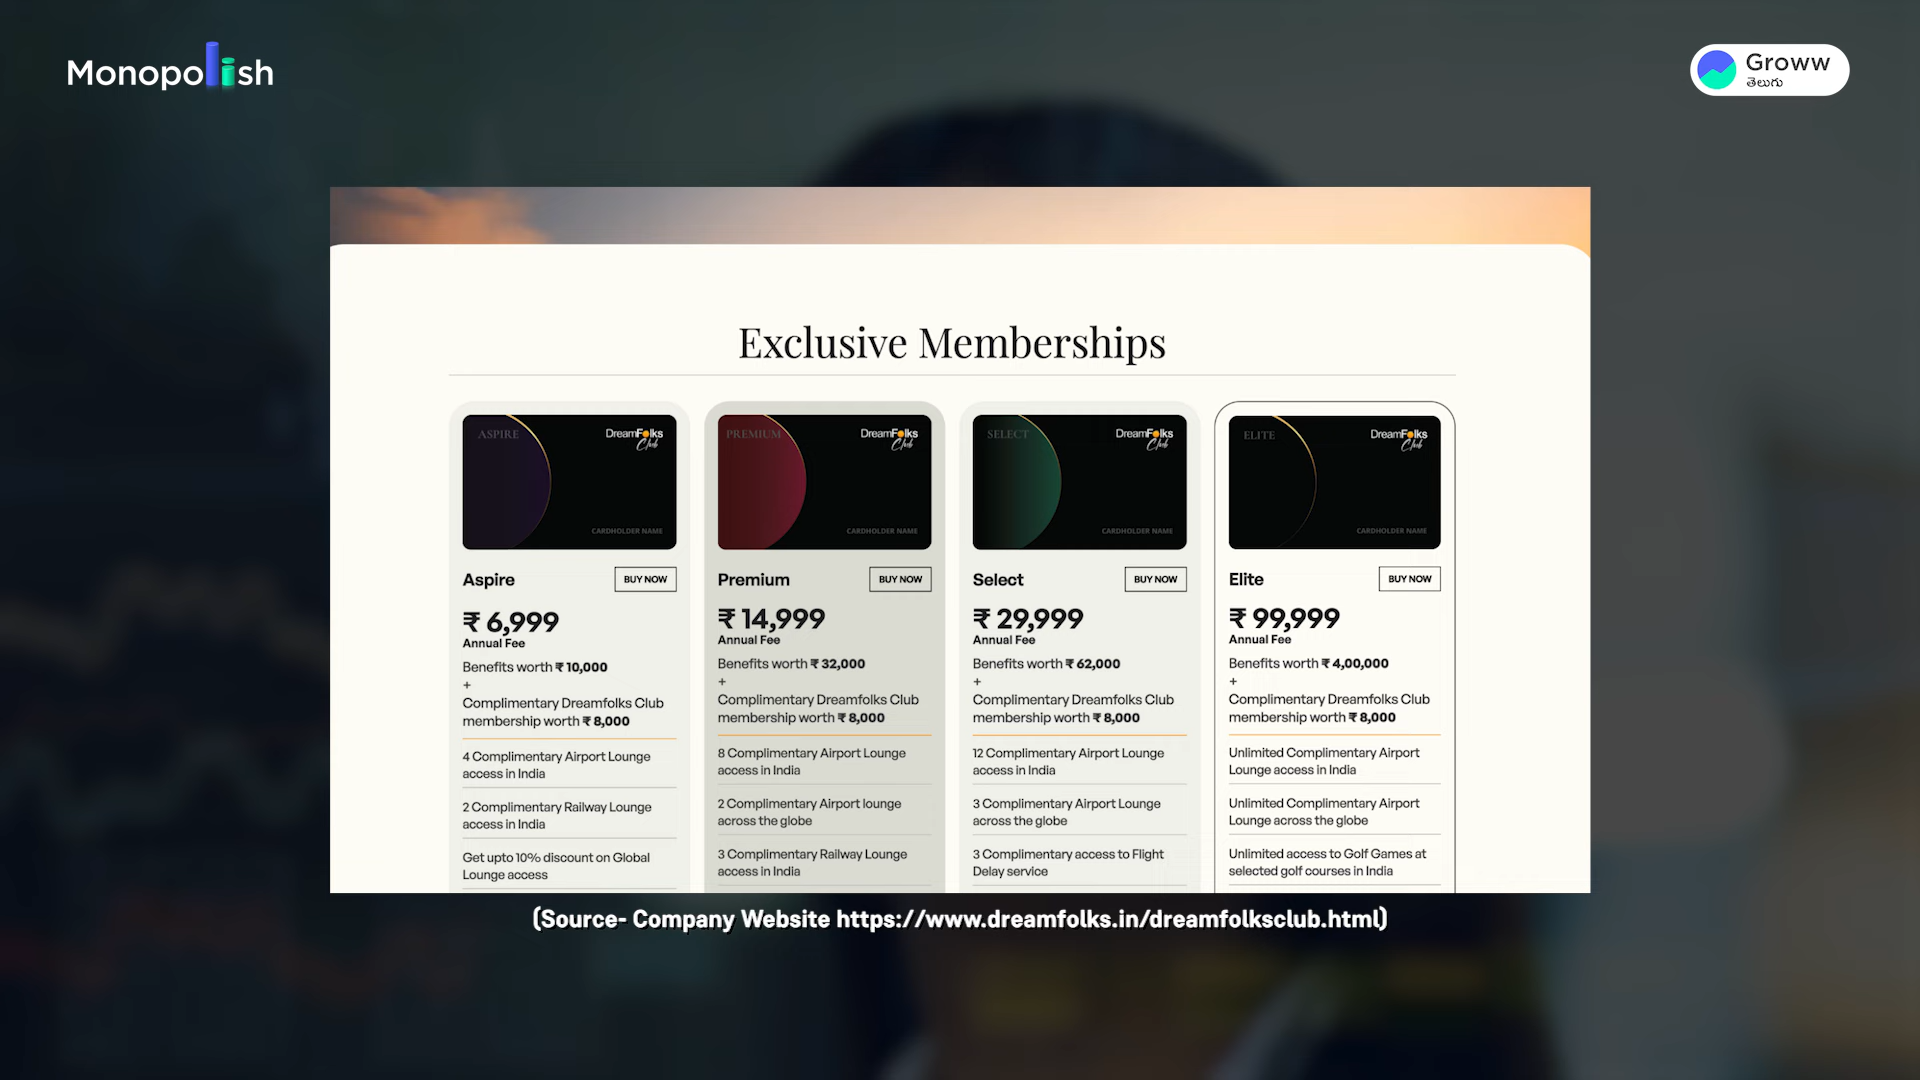 Monopolish
Groww
తెలుగు
Exclusive Memberships
ASPIRE
DreamFolks
Club
CARDHOLDER NAME
Aspire
BUY NOW
₹ 6,999
Annual Fee
Benefits worth ₹ 10,000
+
Complimentary Dreamfolks Club
membership worth ₹ 8,000
4 Complimentary Airport Lounge
access in India
2 Complimentary Railway Lounge
access in India
Get upto 10% discount on Global
Lounge access
PREMIUM
DreamFolks
Club
CARDHOLDER NAME
Premium
BUY NOW
₹ 14,999
Annual Fee
Benefits worth ₹ 32,000
+
Complimentary Dreamfolks Club
membership worth ₹ 8,000
8 Complimentary Airport Lounge
access in India
2 Complimentary Airport lounge
across the globe
3 Complimentary Railway Lounge
access in India
SELECT
DreamFolks
Club
CARDHOLDER NAME
Select
BUY NOW
₹ 29,999
Annual Fee
Benefits worth ₹ 62,000
+
Complimentary Dreamfolks Club
membership worth ₹ 8,000
12 Complimentary Airport Lounge
access in India
3 Complimentary Airport Lounge
across the globe
3 Complimentary access to Flight
Delay service
ELITE
DreamFolks
Club
CARDHOLDER NAME
Elite
BUY NOW
₹ 99,999
Annual Fee
Benefits worth ₹ 4,00,000
+
Complimentary Dreamfolks Club
membership worth ₹ 8,000
Unlimited Complimentary Airport
Lounge access in India
Unlimited Complimentary Airport
Lounge across the globe
Unlimited access to Golf Games at
selected golf courses in India
(Source- Company Website https://www.dreamfolks.in/dreamfolksclub.html)